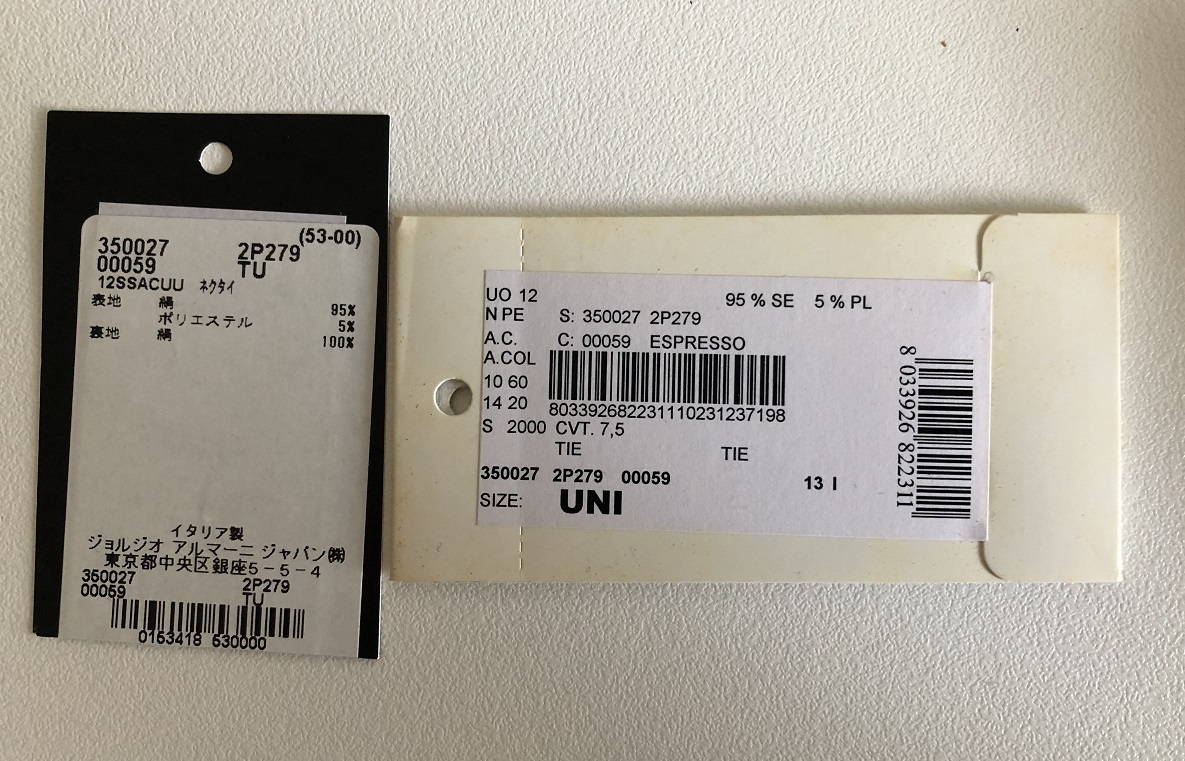 (53-00)
350027 2P279
00059 TU
12SSACUU ネクタイ
表地 絹 95%
ポリエステル 5%
裏地 絹 100%
イタリア製
ジョルジオ アルマーニ ジャパン㈱
東京都中央区銀座5-5-4
350027 2P279
00059 TU
0163418 630000
UO 12 95 % SE 5 % PL
N PE S: 350027 2P279
A.C. C: 00059 ESPRESSO
A.COL
10 60
14 20 803392682231110231237198
S 2000 CVT. 7,5
TIE TIE
350027 2P279 00059 13 I
SIZE: UNI
8 033926 822311